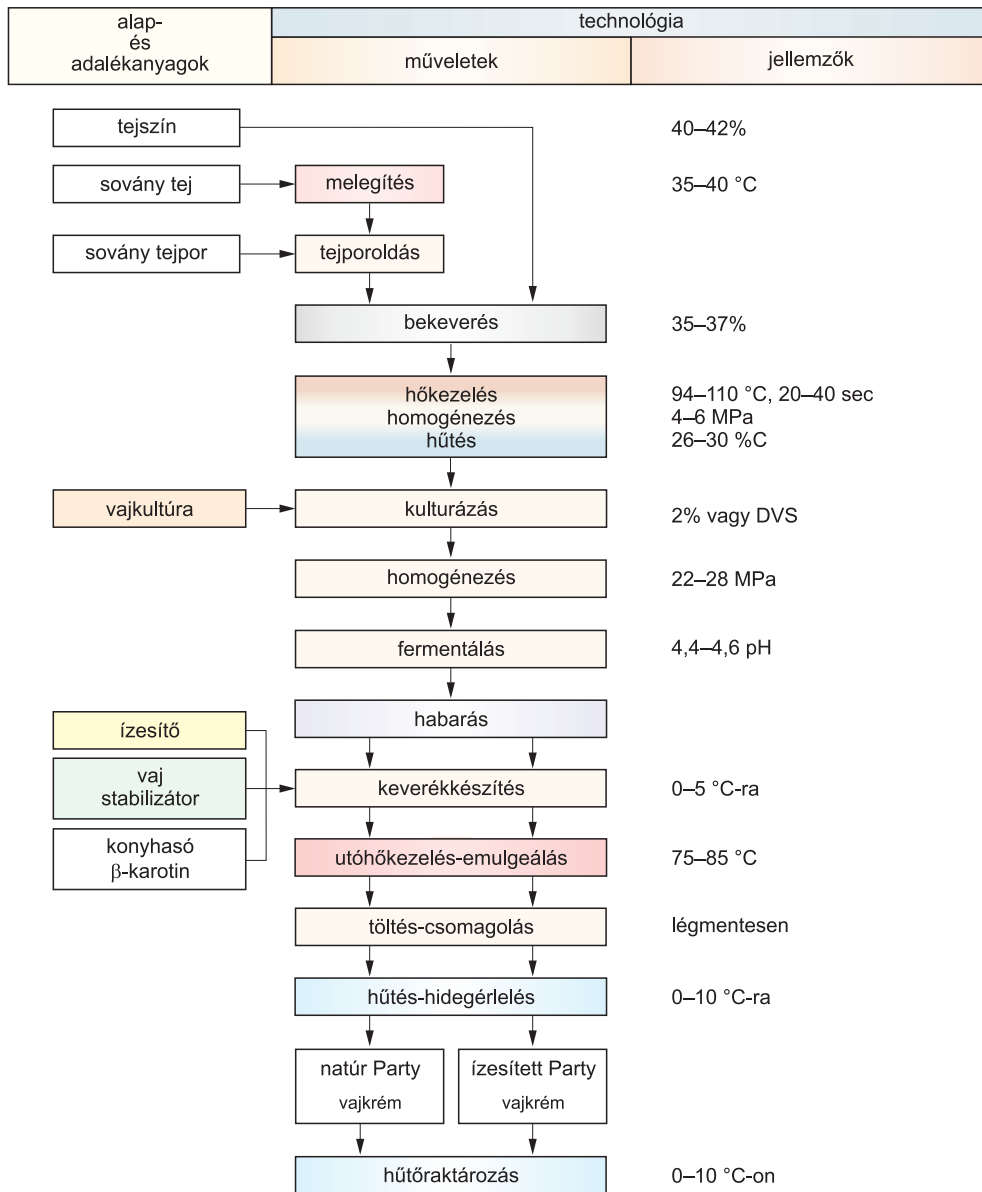 alap-
és
adalékanyagok
technológia
műveletek
jellemzők
tejszín
40–42%
sovány tej
melegítés
35–40 °C
sovány tejpor
tejporoldás
bekeverés
35–37%
hőkezelés
homogénezés
hűtés
94–110 °C, 20–40 sec
4–6 MPa
26–30 %C
vajkultúra
kulturázás
2% vagy DVS
homogénezés
22–28 MPa
fermentálás
4,4–4,6 pH
habarás
ízesítő
vaj
stabilizátor
keverékkészítés
0–5 °C-ra
konyhasó
β-karotin
utóhőkezelés-emulgeálás
75–85 °C
töltés-csomagolás
légmentesen
hűtés-hidegérlelés
0–10 °C-ra
natúr Party
vajkrém
ízesített Party
vajkrém
hűtőraktározás
0–10 °C-on